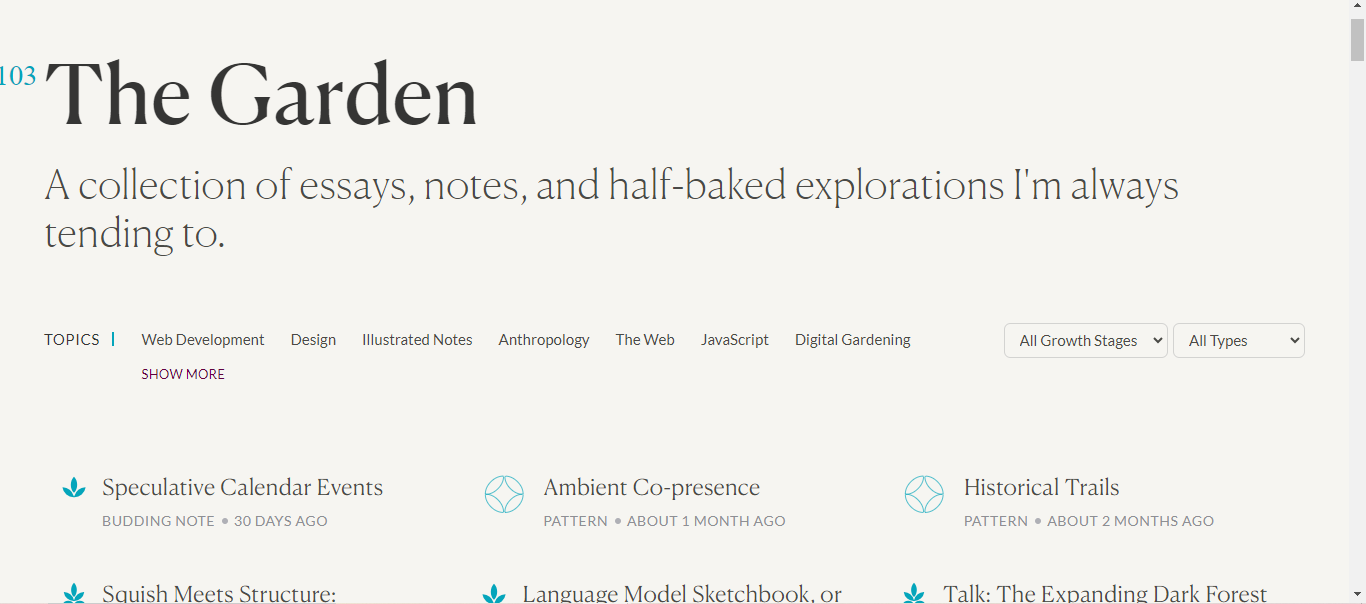 103
The Garden
A collection of essays, notes, and half-baked explorations I'm always
tending to.
TOPICS Web Development Design Illustrated Notes Anthropology The Web JavaScript Digital Gardening
All Growth Stages All Types
SHOW MORE
Speculative Calendar Events
BUDDING NOTE • 30 DAYS AGO
Ambient Co-presence
PATTERN • ABOUT 1 MONTH AGO
Historical Trails
PATTERN • ABOUT 2 MONTHS AGO
Squish Meets Structure:
Language Model Sketchbook, or
Talk: The Expanding Dark Forest